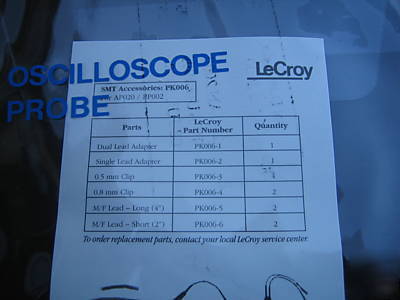 OSCILLOSCOPE
PROBE
LeCroy
SMT Accessories: PK006
AP020 / PP002
Parts LeCroy Part Number Quantity
Dual Lead Adapter PK006-1 1
Single Lead Adapter PK006-2 1
0.5 mm Clip PK006-3
0.8 mm Clip PK006-4 2
M/F Lead – Long (4") PK006-5 2
M/F Lead – Short (2") PK006-6 2
To order replacement parts, contact your local LeCroy service center.